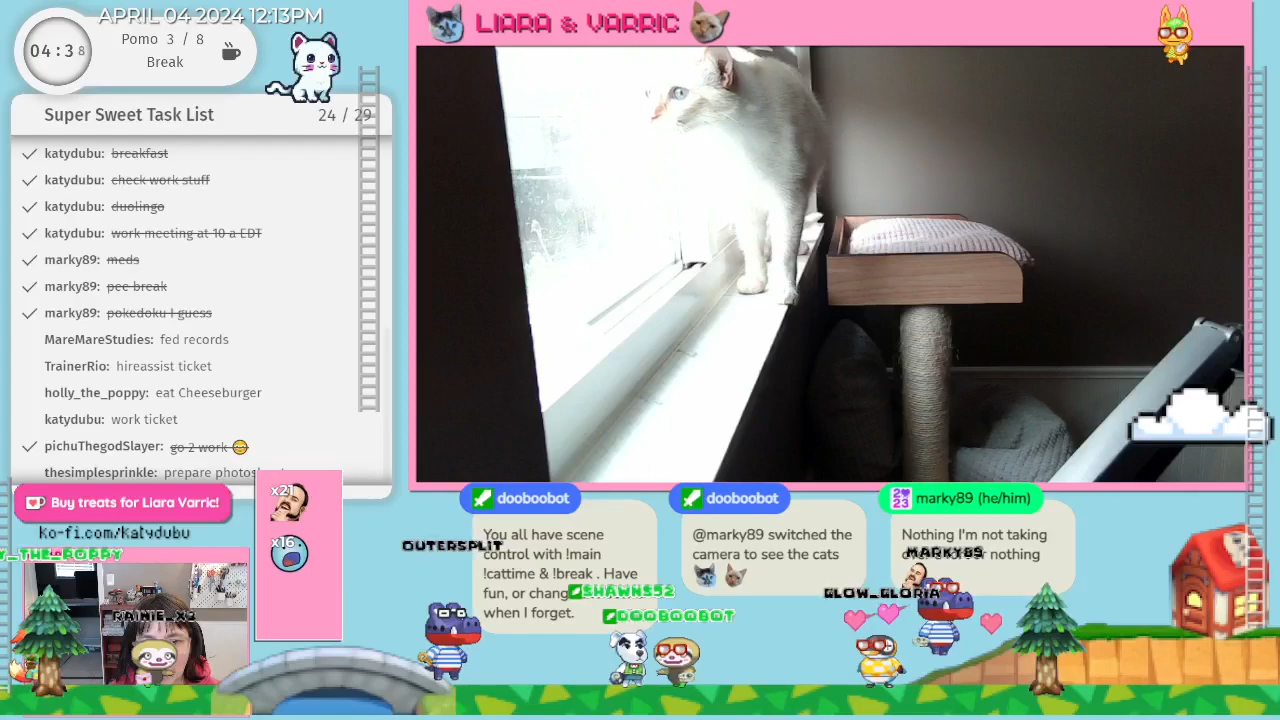 APRIL 04 2024 12:13PM
04:38
Pomo 3 / 8
Break
Super Sweet Task List 24 / 29
katydubu: breakfast
katydubu: check work stuff
katydubu: duolingo
katydubu: work meeting at 10 a EDT
marky89: meds
marky89: pee break
marky89: pokedoku I guess
MareMareStudies: fed records
TrainerRio: hireassist ticket
holly_the_poppy: eat Cheeseburger
katydubu: work ticket
pichuThegodSlayer: go 2 work
thesimplesprinkle: prepare
Buy treats for Liara Varric!
Ko-fi.com/Katydubu
x21
x16
Y_THE_POPPY
RAINIE_XZ
LIARA & VARRIC
dooboobot
You all have scene
control with !main
!cattime & !break . Have
fun, or
when I forget.
dooboobot
@marky89 switched the
camera to see the cats
marky89 (he/him)
Nothing I'm not taking
nothing
OUTERSPLIT
SHAWNS52
DOOBOOBOT
GLOW_GLORIA
MARKY89